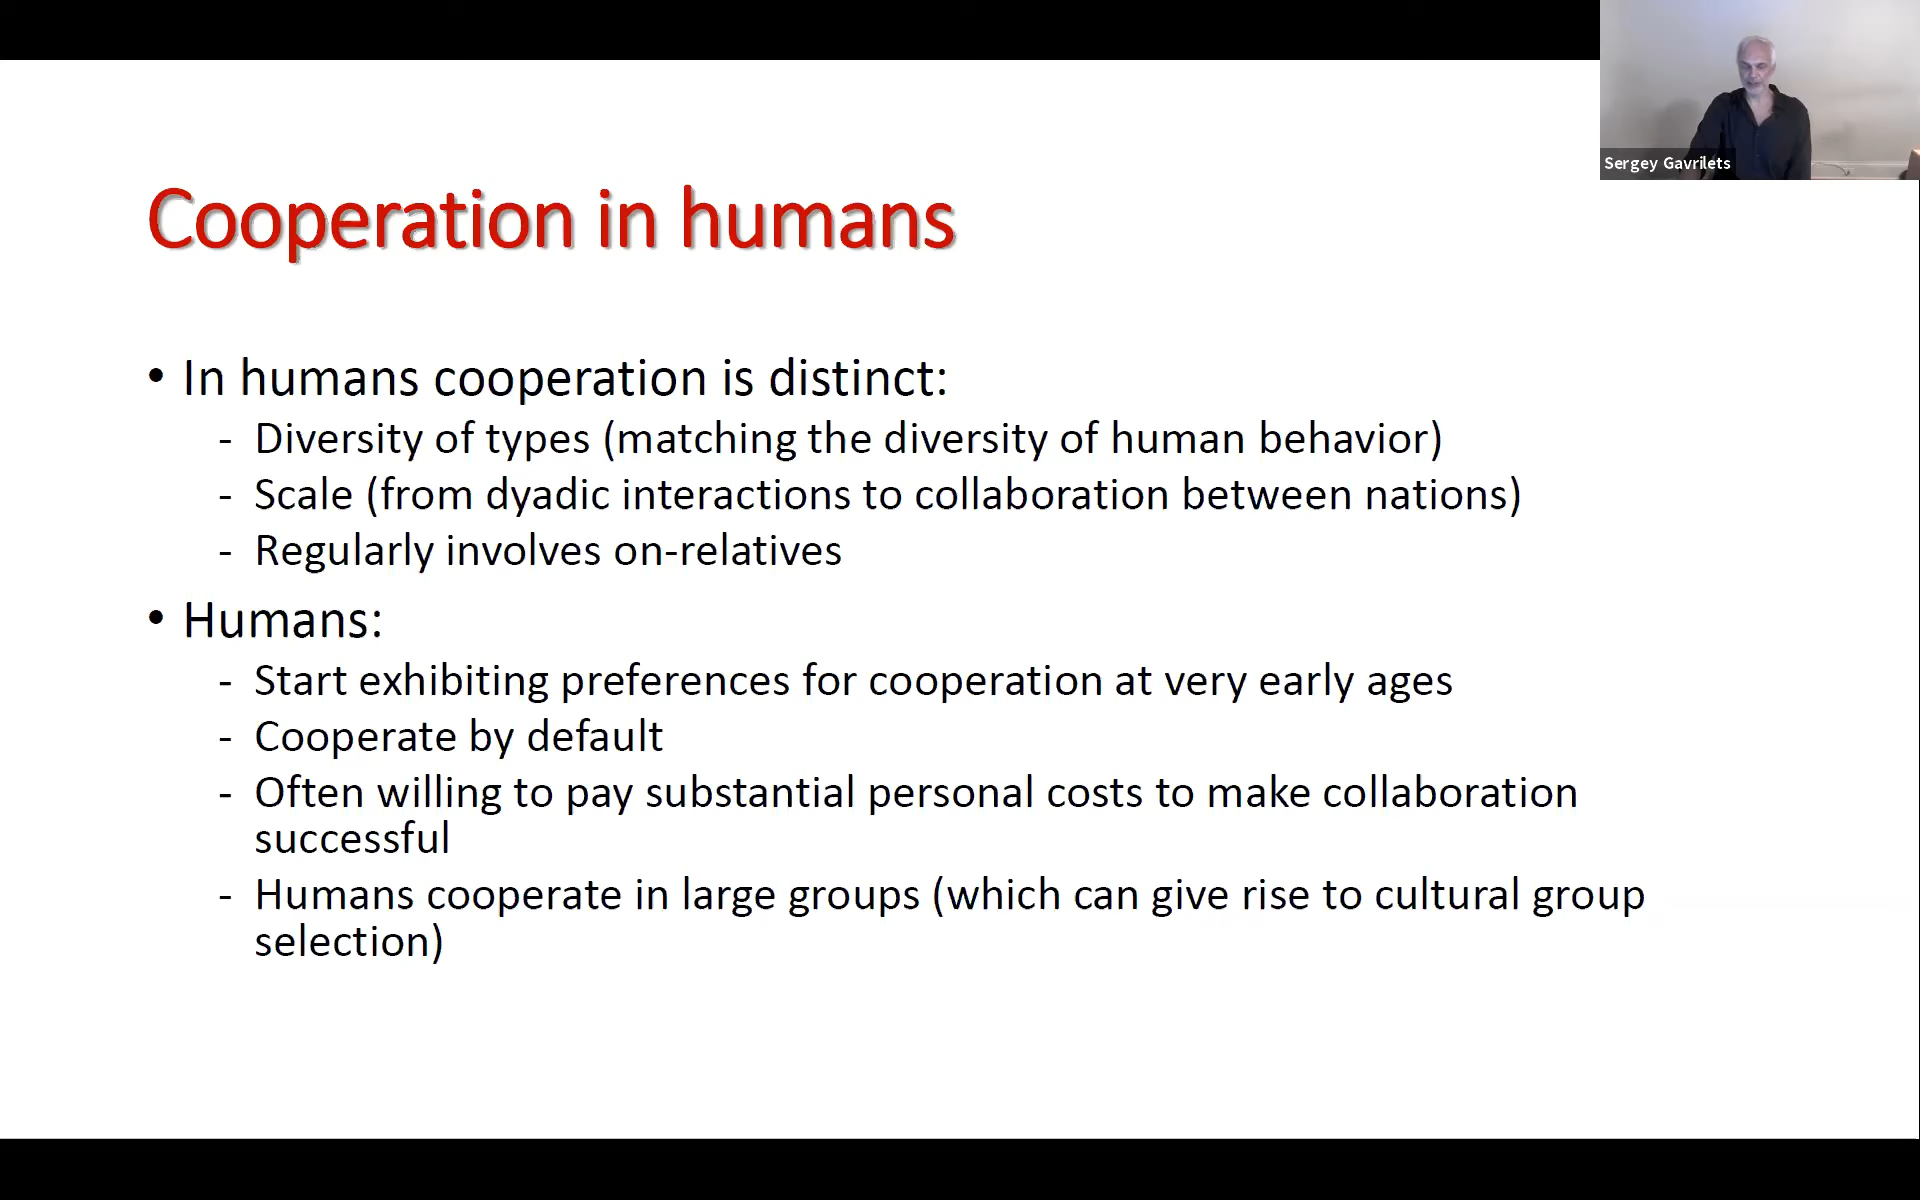 Sergey Gavrilets
Cooperation in humans
• In humans cooperation is distinct:
- Diversity of types (matching the diversity of human behavior)
- Scale (from dyadic interactions to collaboration between nations)
- Regularly involves on-relatives
• Humans:
- Start exhibiting preferences for cooperation at very early ages
- Cooperate by default
- Often willing to pay substantial personal costs to make collaboration
successful
- Humans cooperate in large groups (which can give rise to cultural group
selection)